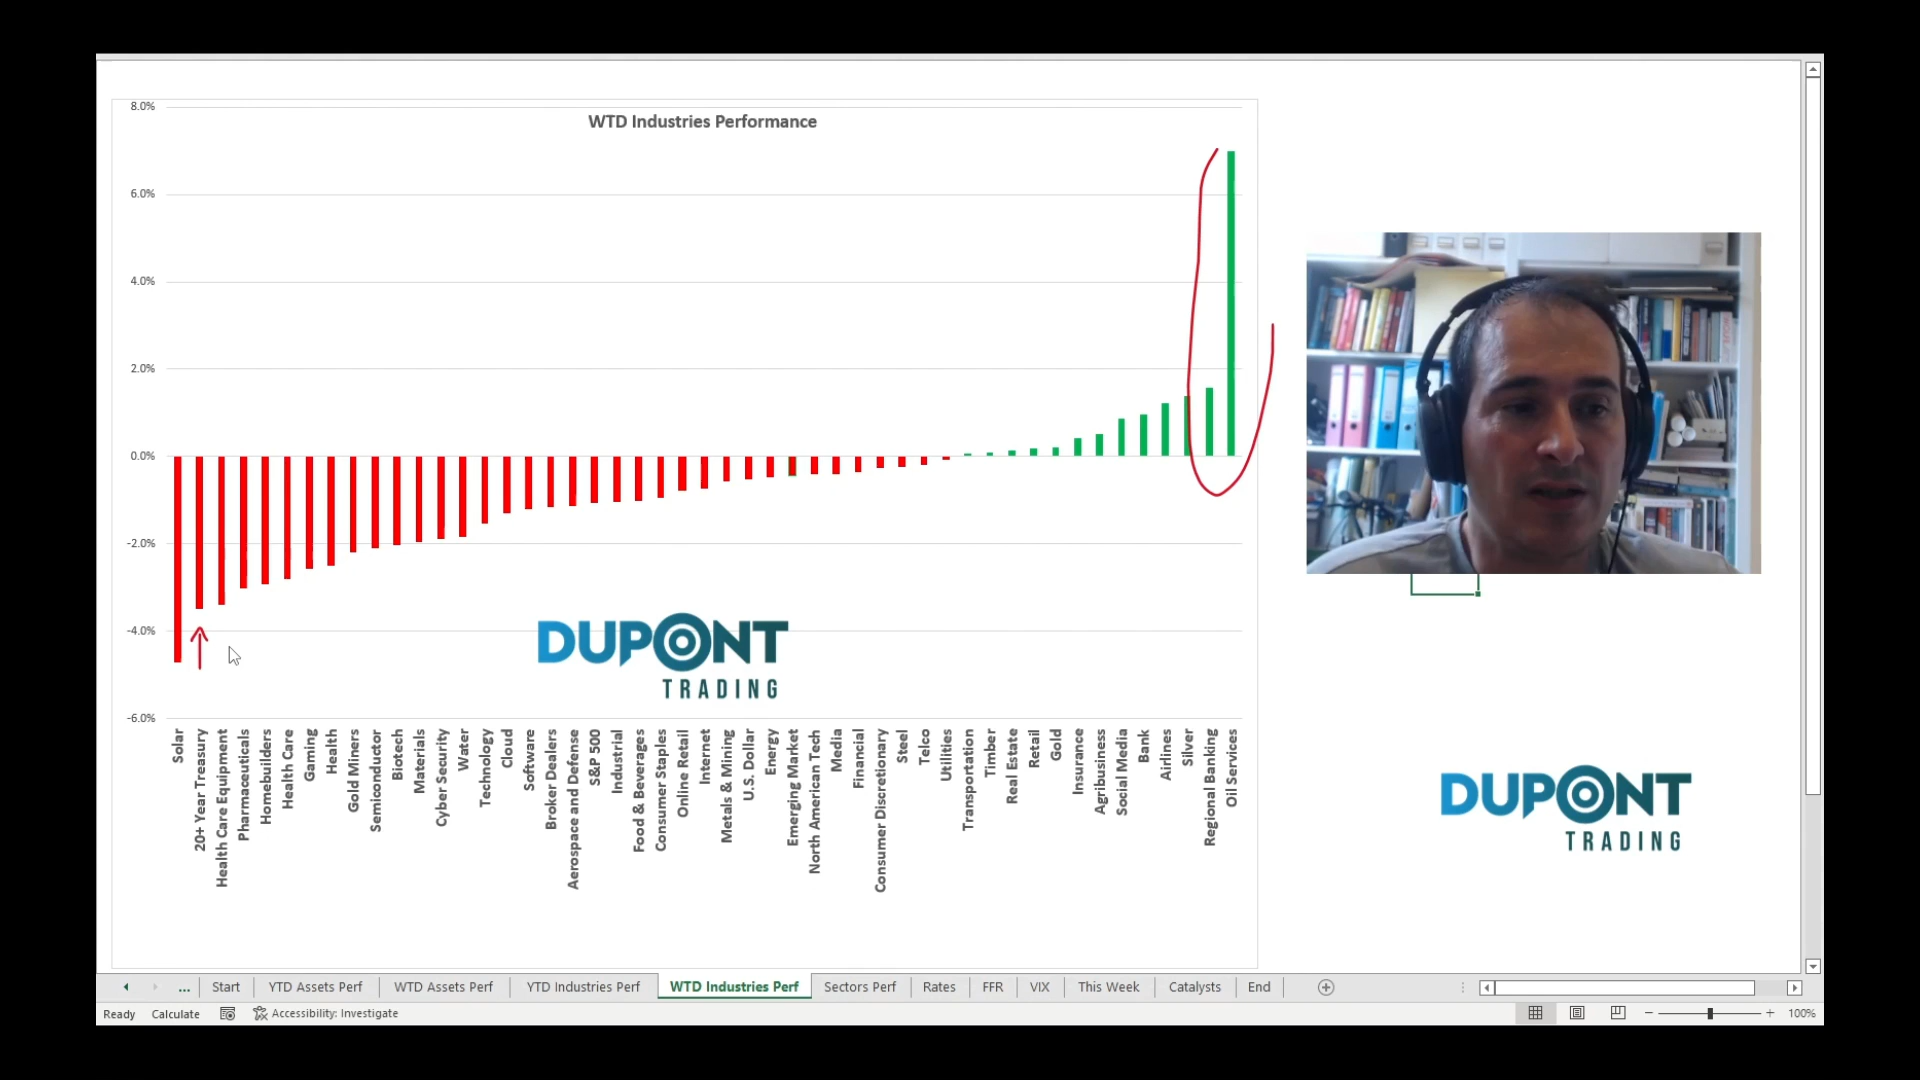 WTD Industries Performance
8.0%
6.0%
4.0%
2.0%
0.0%
-2.0%
-4.0%
-6.0%
Solar
20+ Year Treasury
Health Care Equipment
Pharmaceuticals
Homebuilders
Health Care
Gaming
Health
Gold Miners
Semiconductor
Biotech
Materials
Cyber Security
Water
Technology
Cloud
Software
Broker Dealers
Aerospace and Defense
S&P 500
Industrial
Food & Beverages
Consumer Staples
Online Retail
Internet
Metals & Mining
U.S. Dollar
Energy
Emerging Market
North American Tech
Media
Financial
Consumer Discretionary
Steel
Telco
Utilities
Transportation
Timber
Real Estate
Retail
Gold
Insurance
Agribusiness
Social Media
Bank
Airlines
Silver
Regional Banking
Oil Services
DUPONT
TRADING
DUPONT
TRADING
... Start YTD Assets Perf WTD Assets Perf YTD Industries Perf WTD Industries Perf Sectors Perf Rates FFR VIX This Week Catalysts End
Ready Calculate Accessibility: Investigate 100%